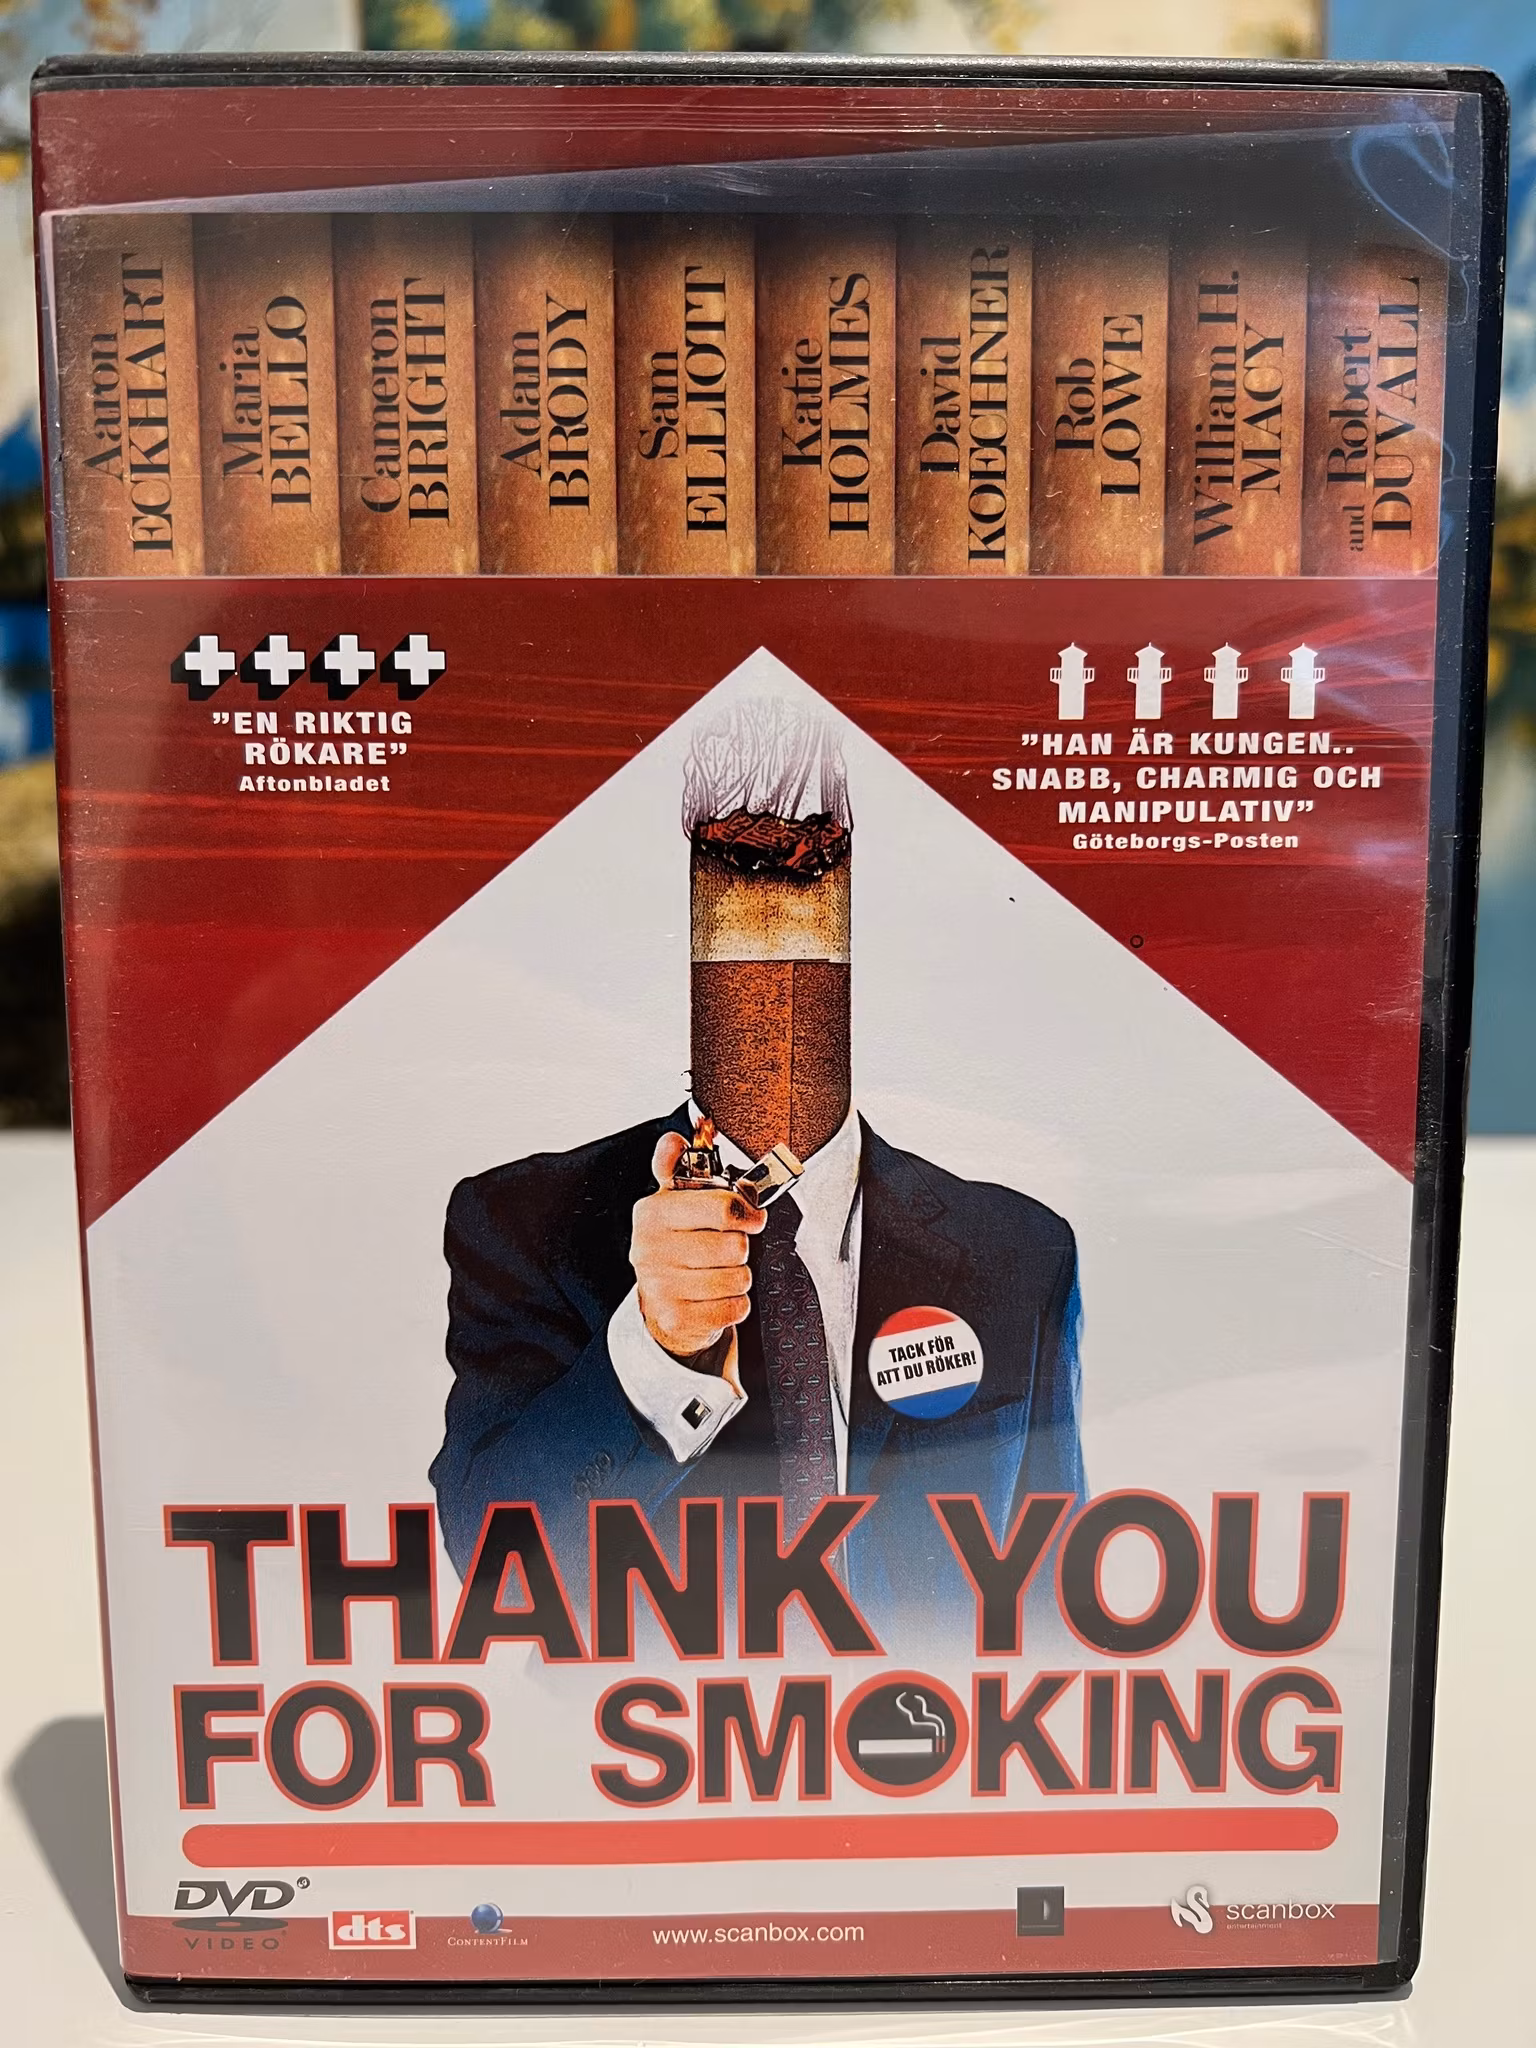 Aaron
ECKHART
Maria
BELLO
Cameron
BRIGHT
Adam
BRODY
Sam
ELLIOTT
Katie
HOLMES
David
KOECHNER
Rob
LOWE
William H.
MACY
and Robert
DUVALL
”EN RIKTIG
RÖKARE”
Aftonbladet
”HAN ÄR KUNGEN..
SNABB, CHARMIG OCH
MANIPULATIV”
Göteborgs-Posten
TACK FÖR
ATT DU RÖKER!
THANK YOU
FOR SMOKING
DVD
VIDEO
dts
CONTENTFILM
www.scanbox.com
scanbox
entertainment